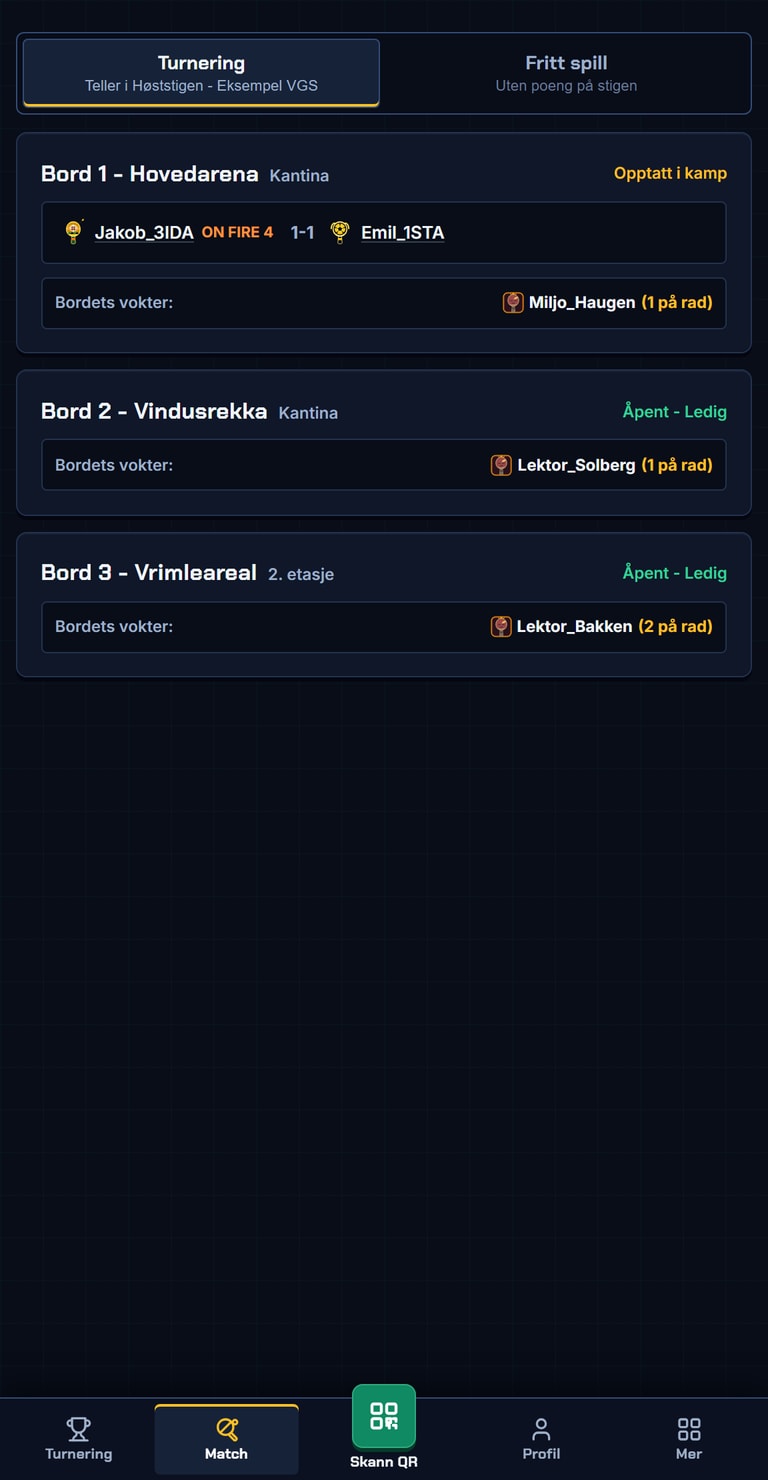 Turnering
Teller i Høststigen - Eksempel VGS
Fritt spill
Uten poeng på stigen
Bord 1 - Hovedarena Kantina Opptatt i kamp
Jakob_3IDA ON FIRE 4 1-1 Emil_1STA
Bordets vokter: Miljo_Haugen (1 på rad)
Bord 2 - Vindusrekka Kantina Åpent - Ledig
Bordets vokter: Lektor_Solberg (1 på rad)
Bord 3 - Vrimleareal 2. etasje Åpent - Ledig
Bordets vokter: Lektor_Bakken (2 på rad)
Turnering Match Skann QR Profil Mer